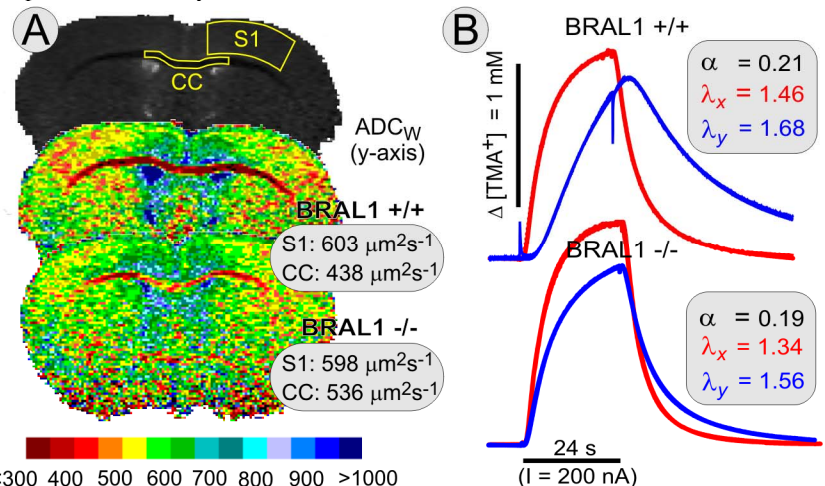 A
S1
CC
ADCW
(y-axis)
BRAL1 +/+
S1: 603 µm2s-1
CC: 438 µm2s-1
BRAL1 -/-
S1: 598 µm2s-1
CC: 536 µm2s-1
<300 400 500 600 700 800 900 >1000
B
BRAL1 +/+
Δ [TMA+] = 1 mM
α = 0.21
λx = 1.46
λy = 1.68
BRAL1 -/-
α = 0.19
λx = 1.34
λy = 1.56
24 s
(I = 200 nA)